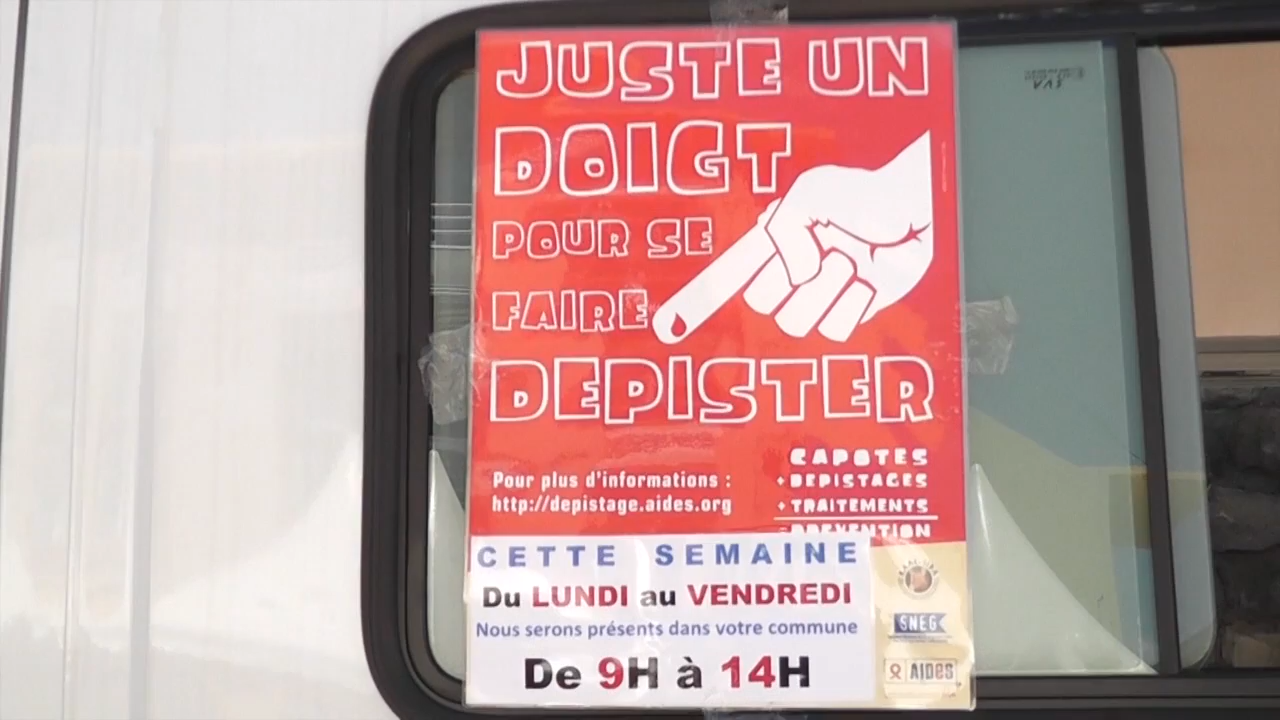 JUSTE UN
DOIGT
POUR SE
FAIRE
DEPISTER
CAPOTES
+ DEPISTAGES
+ TRAITEMENTS
PREVENTION
Pour plus d'informations :
http://depistage.aides.org
CETTE SEMAINE
Du LUNDI au VENDREDI
Nous serons présents dans votre commune
De 9H à 14H
SNEG
AIDES